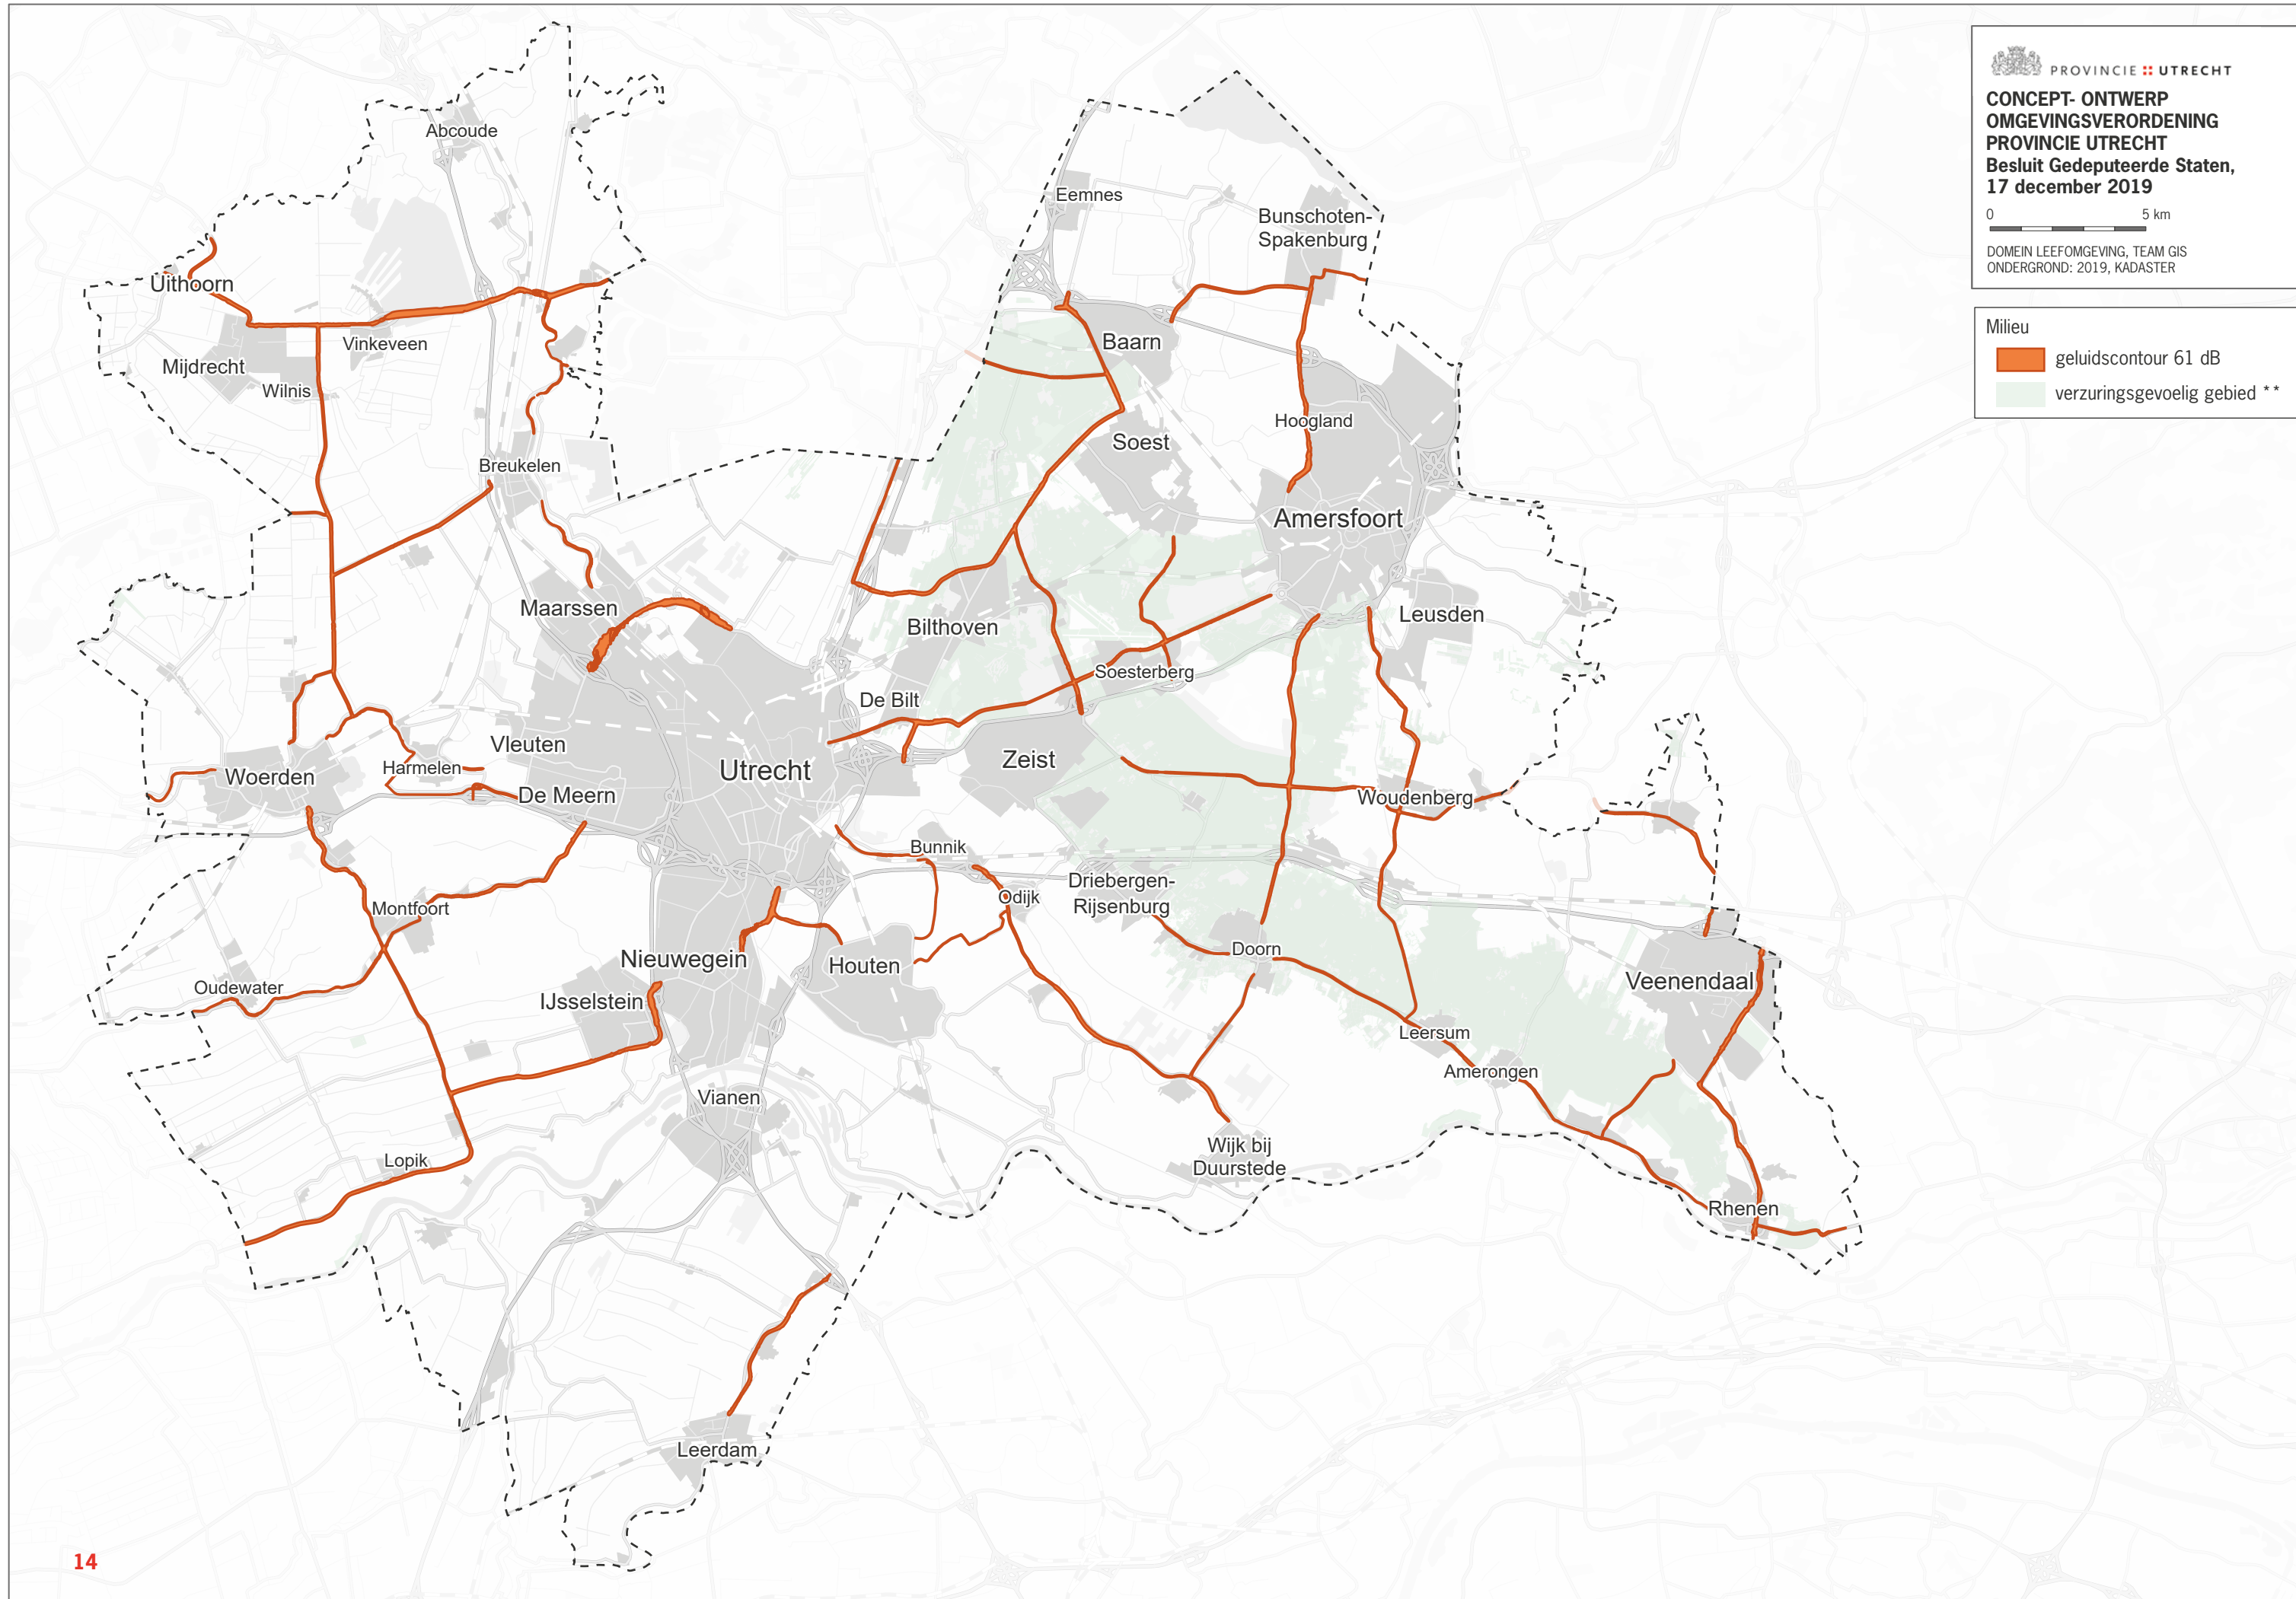 PROVINCIE UTRECHT
CONCEPT- ONTWERP
OMGEVINGSVERORDENING
PROVINCIE UTRECHT
Besluit Gedeputeerde Staten,
17 december 2019
0 5 km
DOMEIN LEEFOMGEVING, TEAM GIS
ONDERGROND: 2019, KADASTER
Milieu
geluidscontour 61 dB
verzuringsgevoelig gebied **
Abcoude
Eemnes
Bunschoten-
Spakenburg
Uithoorn
Vinkeveen
Baarn
Mijdrecht
Wilnis
Hoogland
Soest
Breukelen
Amersfoort
Maarssen
Leusden
Bilthoven
Soesterberg
De Bilt
Vleuten
Zeist
Utrecht
Harmelen
Woerden
De Meern
Woudenberg
Bunnik
Driebergen-
Rijsenburg
Odijk
Montfoort
Doorn
Nieuwegein
Houten
Veenendaal
Oudewater
IJsselstein
Leersum
Amerongen
Vianen
Wijk bij
Duurstede
Lopik
Rhenen
Leerdam
14